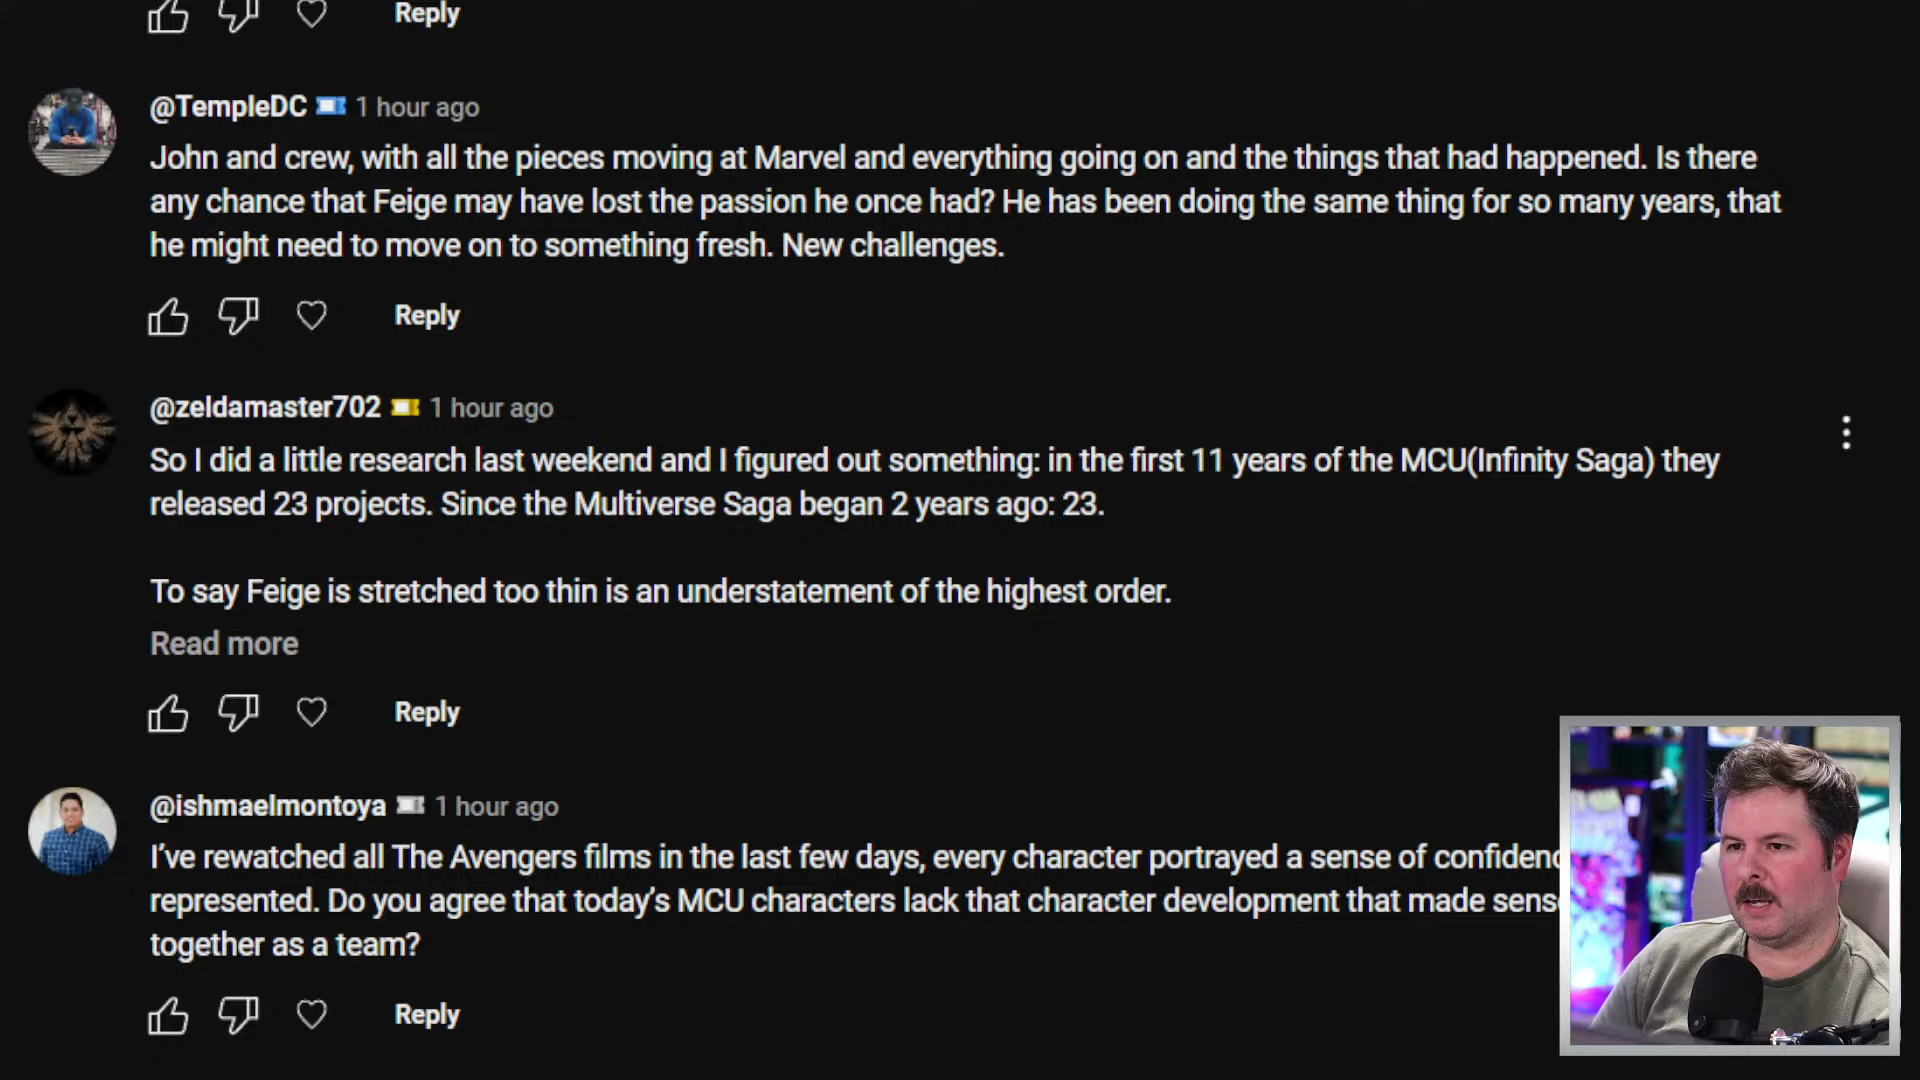 Reply
@TempleDC 1 hour ago
John and crew, with all the pieces moving at Marvel and everything going on and the things that had happened. Is there
any chance that Feige may have lost the passion he once had? He has been doing the same thing for so many years, that
he might need to move on to something fresh. New challenges.
Reply
@zeldamaster702 1 hour ago
So I did a little research last weekend and I figured out something: in the first 11 years of the MCU(Infinity Saga) they
released 23 projects. Since the Multiverse Saga began 2 years ago: 23.
To say Feige is stretched too thin is an understatement of the highest order.
Read more
Reply
@ishmaelmontoya 1 hour ago
I've rewatched all The Avengers films in the last few days, every character portrayed a sense of confidenc
represented. Do you agree that today's MCU characters lack that character development that made sense
together as a team?
Reply